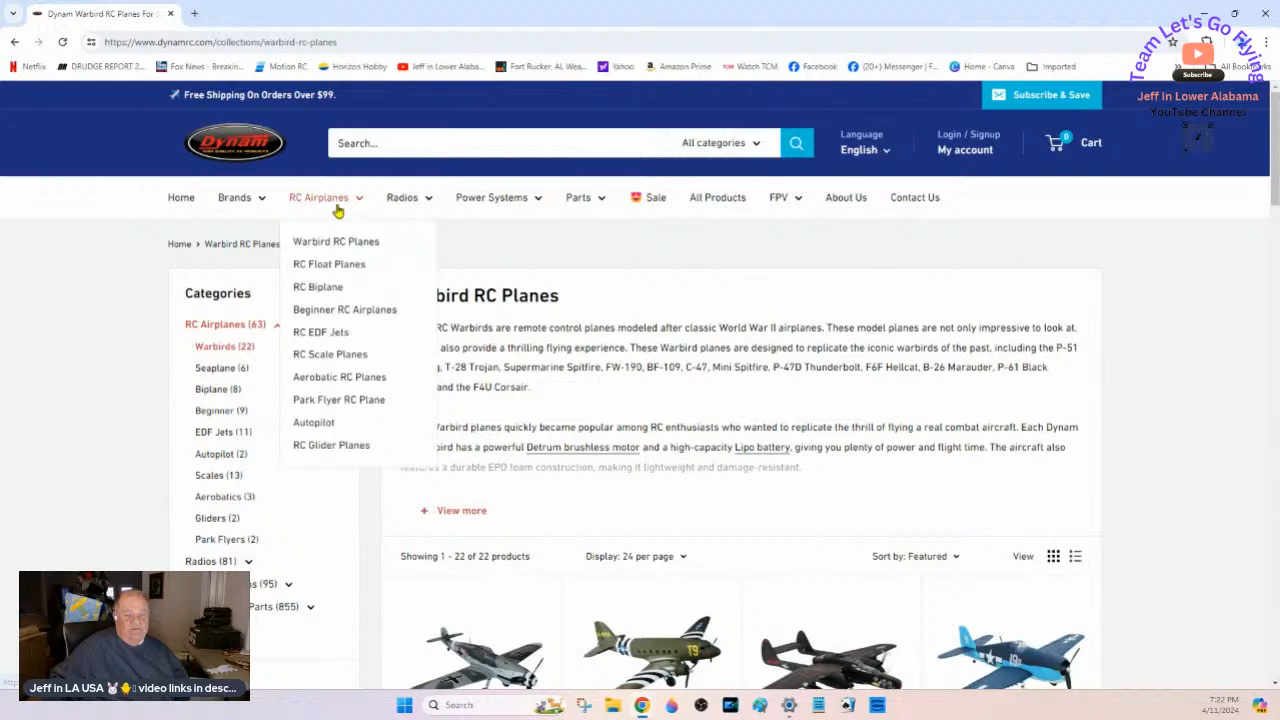 RC Planes For
https://www.dynamrc.com/collections/warbird-rc-planes
Netflix
DRUDGE REPORT 2...
Fox News - Breakin...
Motion RC
Horizon Hobby
Jeff in Lower Alaba...
Fort Rucker, AL Wea...
Yahoo
Amazon Prime
Watch TCM
Facebook
(20+) Messenger | F...
Home - Canva
Imported
All Bookmarks
Team Let's Go Flying
Subscribe
Jeff In Lower Alabama
YouTube Channel
Free Shipping On Orders Over $99.
Subscribe & Save
Dynam
Search...
All categories
Language
English
Login / Signup
My account
0
Cart
Home
Brands
RC Airplanes
Radios
Power Systems
Parts
Sale
All Products
FPV
About Us
Contact Us
Home > Warbird RC Planes
Warbird RC Planes
RC Float Planes
RC Biplane
Beginner RC Airplanes
RC EDF Jets
RC Scale Planes
Aerobatic RC Planes
Park Flyer RC Plane
Autopilot
RC Glider Planes
Categories
RC Airplanes (63)
Warbirds (22)
Seaplane (6)
Biplane (8)
Beginner (9)
EDF Jets (11)
Autopilot (2)
Scales (13)
Aerobatics (3)
Gliders (2)
Park Flyers (2)
Radios (81)
s (95)
Parts (855)
bird RC Planes
RC Warbirds are remote control planes modeled after classic World War II airplanes. These model planes are not only impressive to look at,
also provide a thrilling flying experience. These Warbird planes are designed to replicate the iconic warbirds of the past, including the P-51
g, T-28 Trojan, Supermarine Spitfire, FW-190, BF-109, C-47, Mini Spitfire, P-47D Thunderbolt, F6F Hellcat, B-26 Marauder, P-61 Black
and the F4U Corsair.
Warbird planes quickly became popular among RC enthusiasts who wanted to replicate the thrill of flying a real combat aircraft. Each Dynam
bird has a powerful Detrum brushless motor and a high-capacity Lipo battery, giving you plenty of power and flight time. The aircraft also
features a durable EPO foam construction, making it lightweight and damage-resistant.
+ View more
Showing 1 - 22 of 22 products
Display: 24 per page
Sort by: Featured
View
T9
19
Jeff in LA USA 🐰🐥 video links in desc...
Search
7:22 PM
4/11/2024